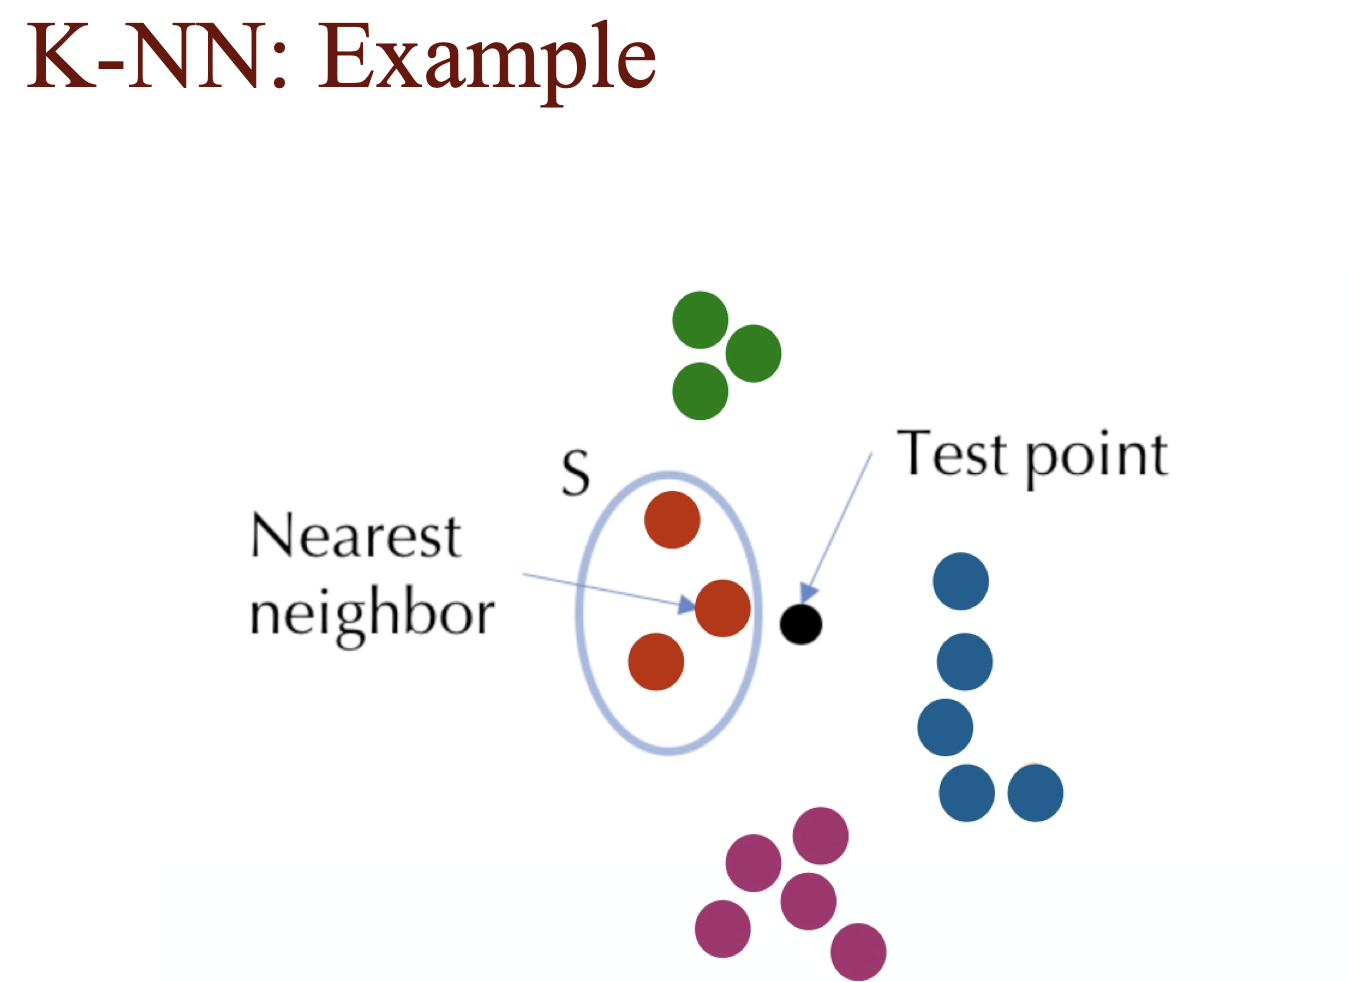 K-NN: Example
S
Test point
Nearest
neighbor